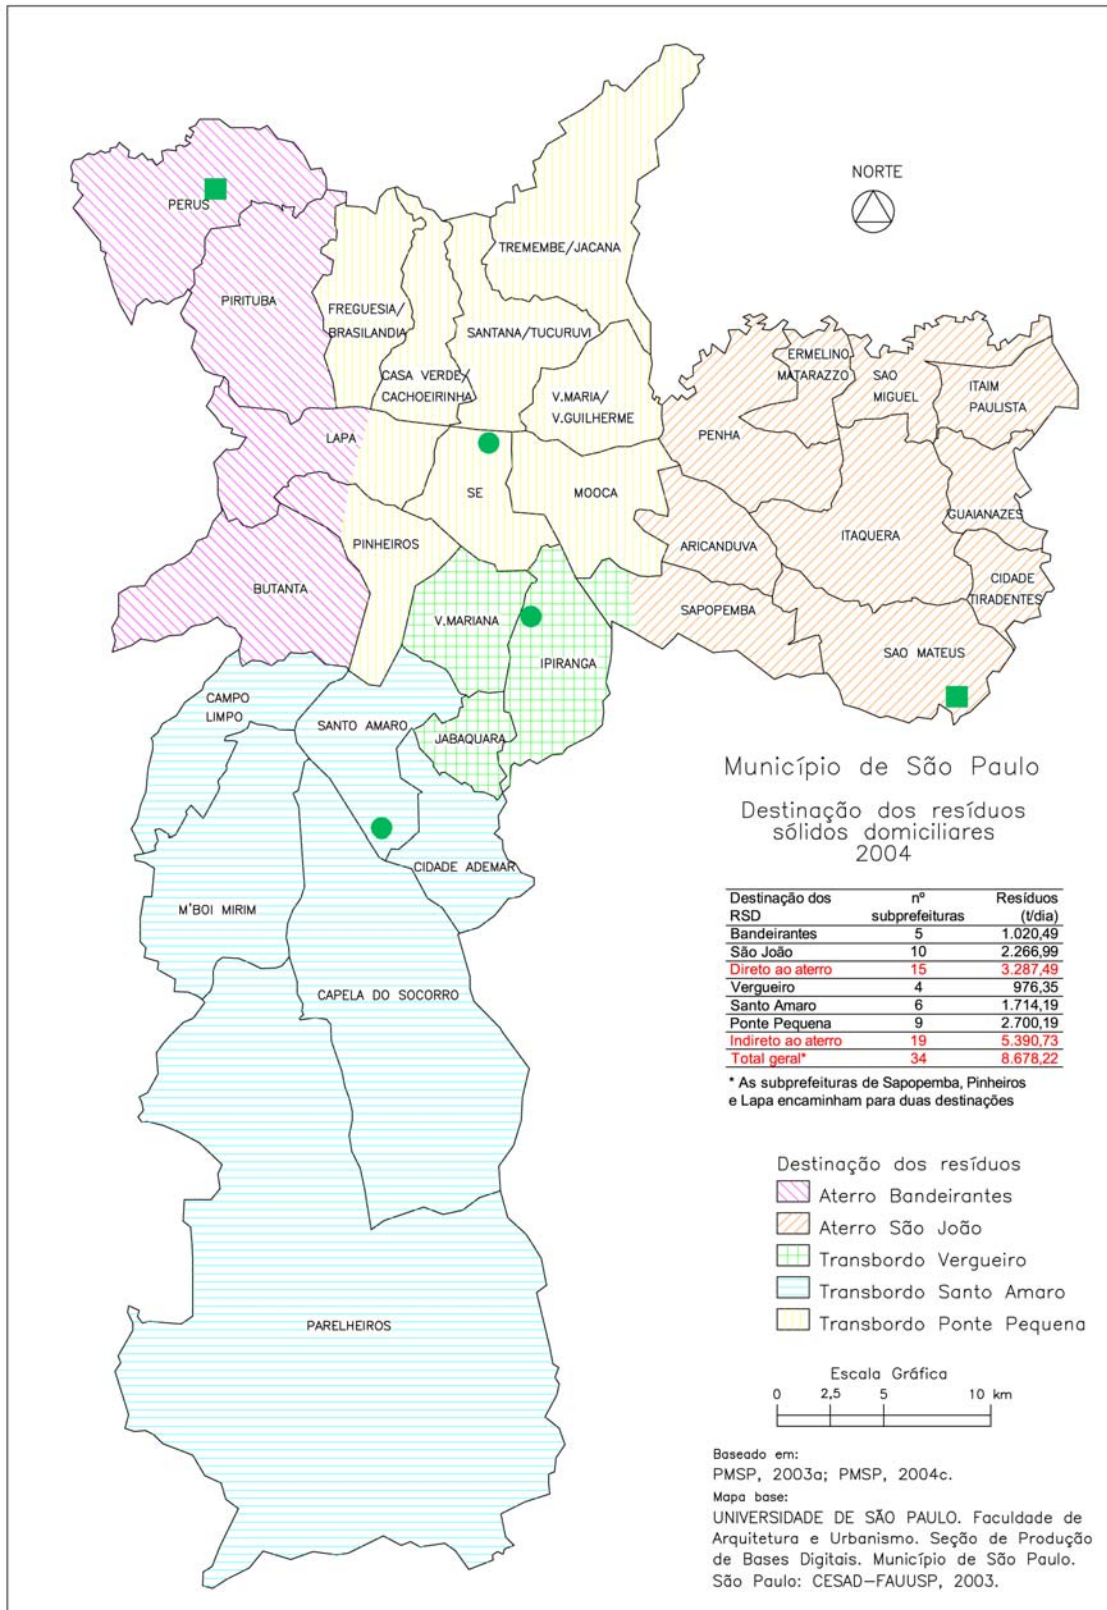 NORTE
PERUS
TREMEMBE/JACANA
PIRITUBA
FREGUESIA/
BRASILANDIA
SANTANA/TUCURUVI
CASA VERDE/
CACHOEIRINHA
V.MARIA/
V.GUILHERME
ERMELINO
MATARAZZO
SAO
MIGUEL
ITAIM
PAULISTA
LAPA
PENHA
SE
MOOCA
GUAIANAZES
PINHEIROS
ARICANDUVA
ITAQUERA
BUTANTA
CIDADE
TIRADENTES
V.MARIANA
SAPOPEMBA
IPIRANGA
SAO MATEUS
CAMPO
LIMPO
SANTO AMARO
JABAQUARA
CIDADE ADEMAR
M'BOI MIRIM
CAPELA DO SOCORRO
PARELHEIROS
Município de São Paulo
Destinação dos resíduos
sólidos domiciliares
2004
Destinação dos RSD nº subprefeituras Resíduos (t/dia)
Bandeirantes 5 1.020,49
São João 10 2.266,99
Direto ao aterro 15 3.287,49
Vergueiro 4 976,35
Santo Amaro 6 1.714,19
Ponte Pequena 9 2.700,19
Indireto ao aterro 19 5.390,73
Total geral* 34 8.678,22
* As subprefeituras de Sapopemba, Pinheiros
e Lapa encaminham para duas destinações
Destinação dos resíduos
Aterro Bandeirantes
Aterro São João
Transbordo Vergueiro
Transbordo Santo Amaro
Transbordo Ponte Pequena
Escala Gráfica
0 2,5 5 10 km
Baseado em:
PMSP, 2003a; PMSP, 2004c.
Mapa base:
UNIVERSIDADE DE SÃO PAULO. Faculdade de
Arquitetura e Urbanismo. Seção de Produção
de Bases Digitais. Município de São Paulo.
São Paulo: CESAD-FAUUSP, 2003.